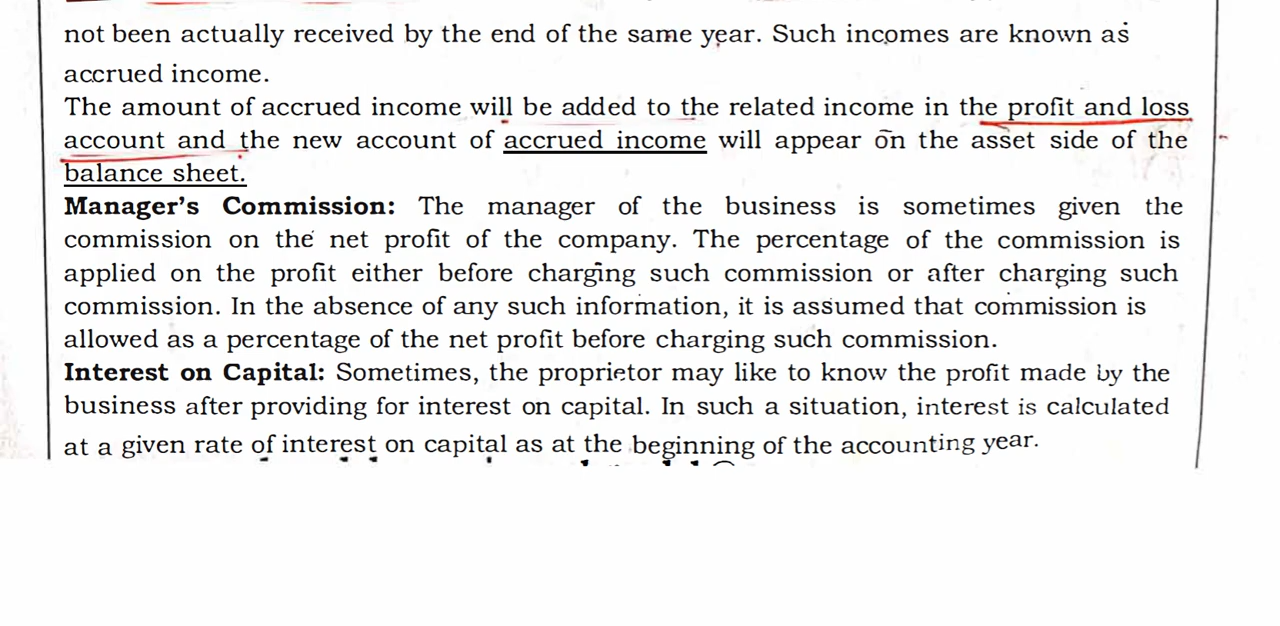 not been actually received by the end of the same year. Such incomes are known as
accrued income.
The amount of accrued income will be added to the related income in the profit and loss
account and the new account of accrued income will appear on the asset side of the
balance sheet.
Manager's Commission: The manager of the business is sometimes given the
commission on the net profit of the company. The percentage of the commission is
applied on the profit either before charging such commission or after charging such
commission. In the absence of any such information, it is assumed that commission is
allowed as a percentage of the net profit before charging such commission.
Interest on Capital: Sometimes, the proprietor may like to know the profit made by the
business after providing for interest on capital. In such a situation, interest is calculated
at a given rate of interest on capital as at the beginning of the accounting year.